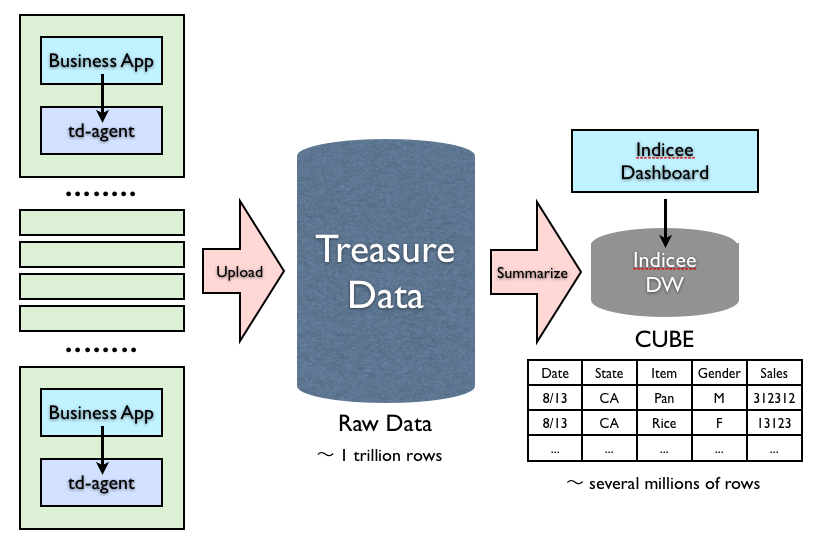 Business App
td-agent
........
........
Business App
td-agent
Upload
Treasure
Data
Raw Data
～ 1 trillion rows
Summarize
Indicee
Dashboard
Indicee
DW
CUBE
Date State Item Gender Sales
8/13 CA Pan M 312312
8/13 CA Rice F 13123
... ... ... ... ...
～ several millions of rows